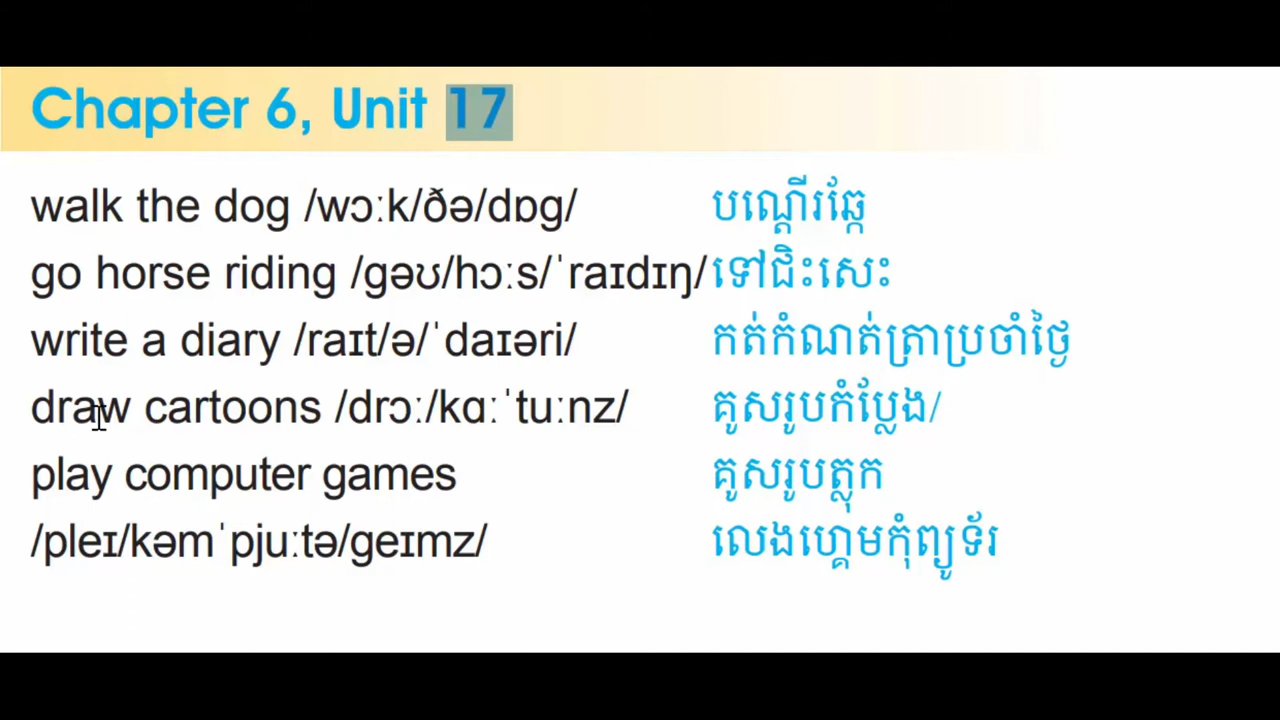 Chapter 6, Unit 17
walk the dog /wɔːk/ðə/dɒg/ បណ្ដើរឆ្កែ
go horse riding /gəʊ/hɔːs/ˈraɪdɪŋ/ ទៅជិះសេះ
write a diary /raɪt/ə/ˈdaɪəri/ កត់កំណត់ត្រាប្រចាំថ្ងៃ
draw cartoons /drɔː/kɑːˈtuːnz/ គូសរូបកំប្លែង/
play computer games គូសរូបត្លុក
/pleɪ/kəmˈpjuːtə/geɪmz/ លេងហ្គេមកុំព្យូទ័រ